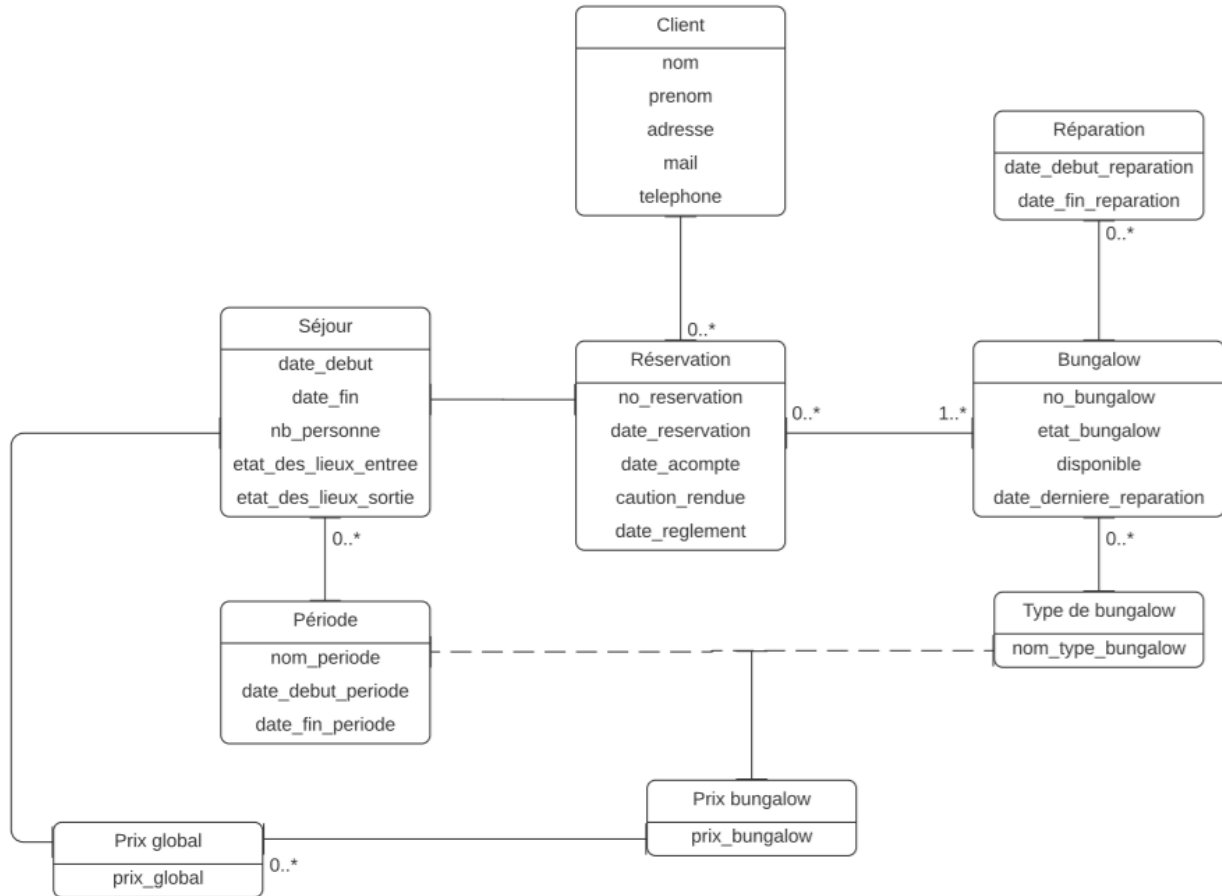 Client
nom
prenom
adresse
mail
telephone
0..*
Réparation
date_debut_reparation
date_fin_reparation
0..*
Séjour
date_debut
date_fin
nb_personne
etat_des_lieux_entree
etat_des_lieux_sortie
0..*
Réservation
no_reservation
date_reservation
date_acompte
caution_rendue
date_reglement
0..*
1..*
Bungalow
no_bungalow
etat_bungalow
disponible
date_derniere_reparation
0..*
Période
nom_periode
date_debut_periode
date_fin_periode
Type de bungalow
nom_type_bungalow
Prix bungalow
prix_bungalow
Prix global
prix_global
0..*